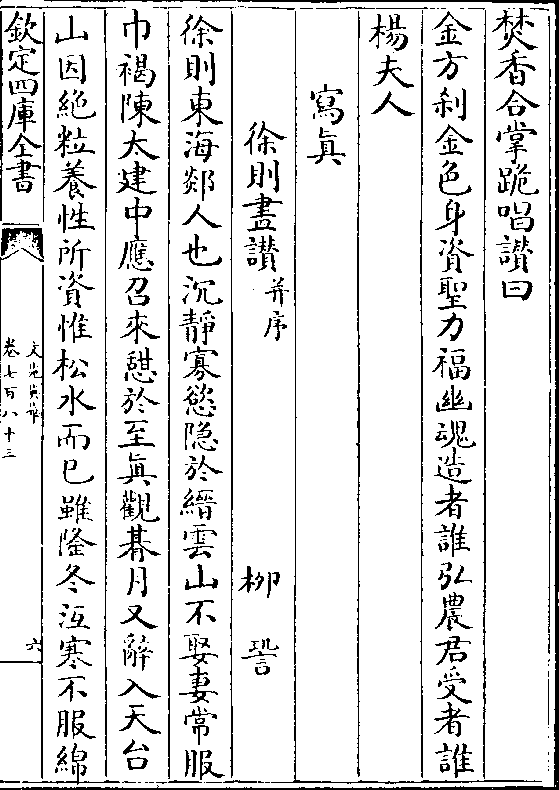 焚香合掌跪唱讃曰
金方刹金色身資聖力福幽魂造者誰弘農君受者誰
楊夫人
寫真
徐則畫讃并序
柳䛒
徐則東海郯人也沉靜寡慾隐於縉雲山不娶妻常服
巾褐陳太建中應召來憇於至真觀朞月又辭入天台
山因絶粒養性所資惟松水而已雖隆冬沍寒不服綿
欽定四庫全書
文苑英華
卷七百八十三
六